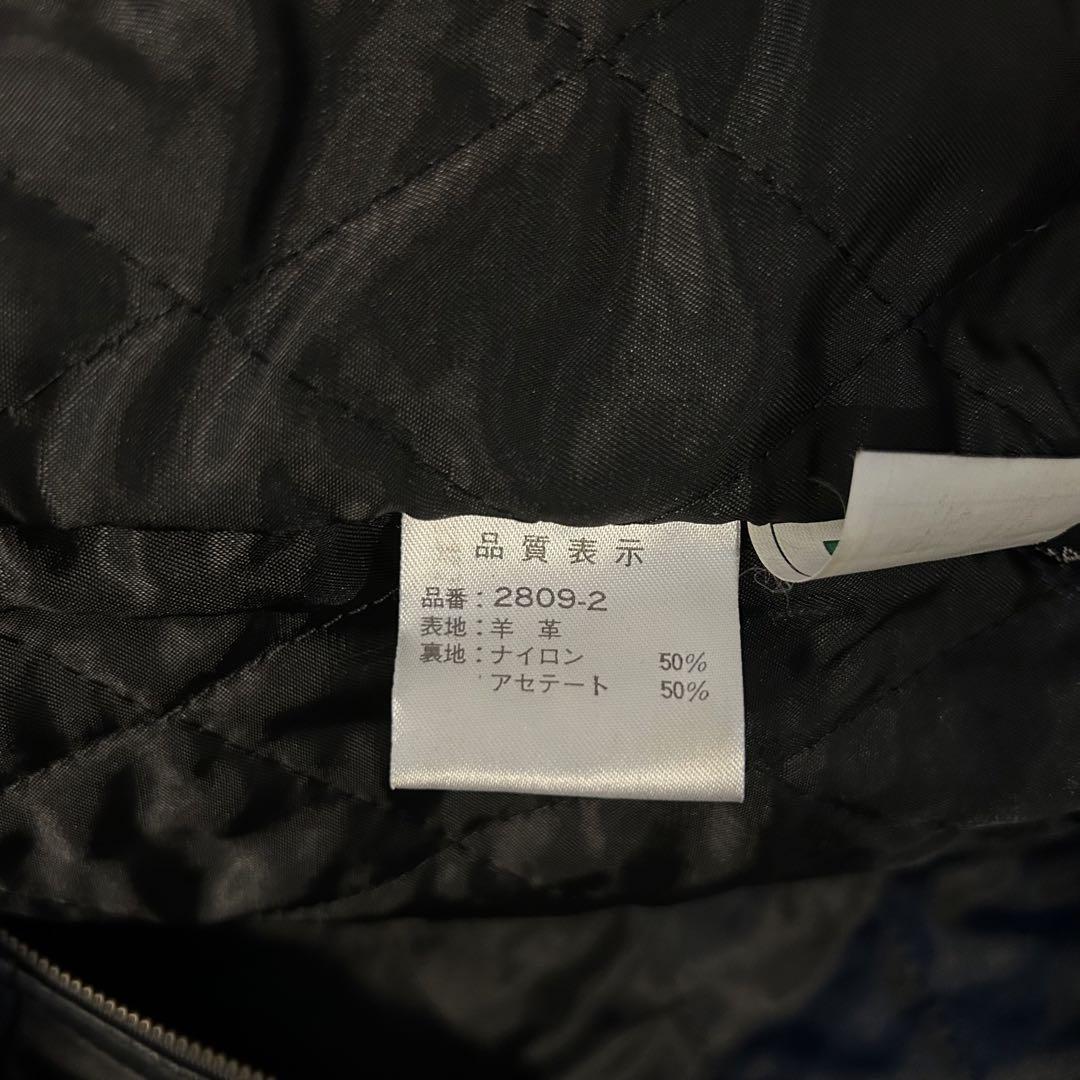 品質表示
品番：2809-2
表地：羊 革
裏地：ナイロン 50%
アセテート 50%